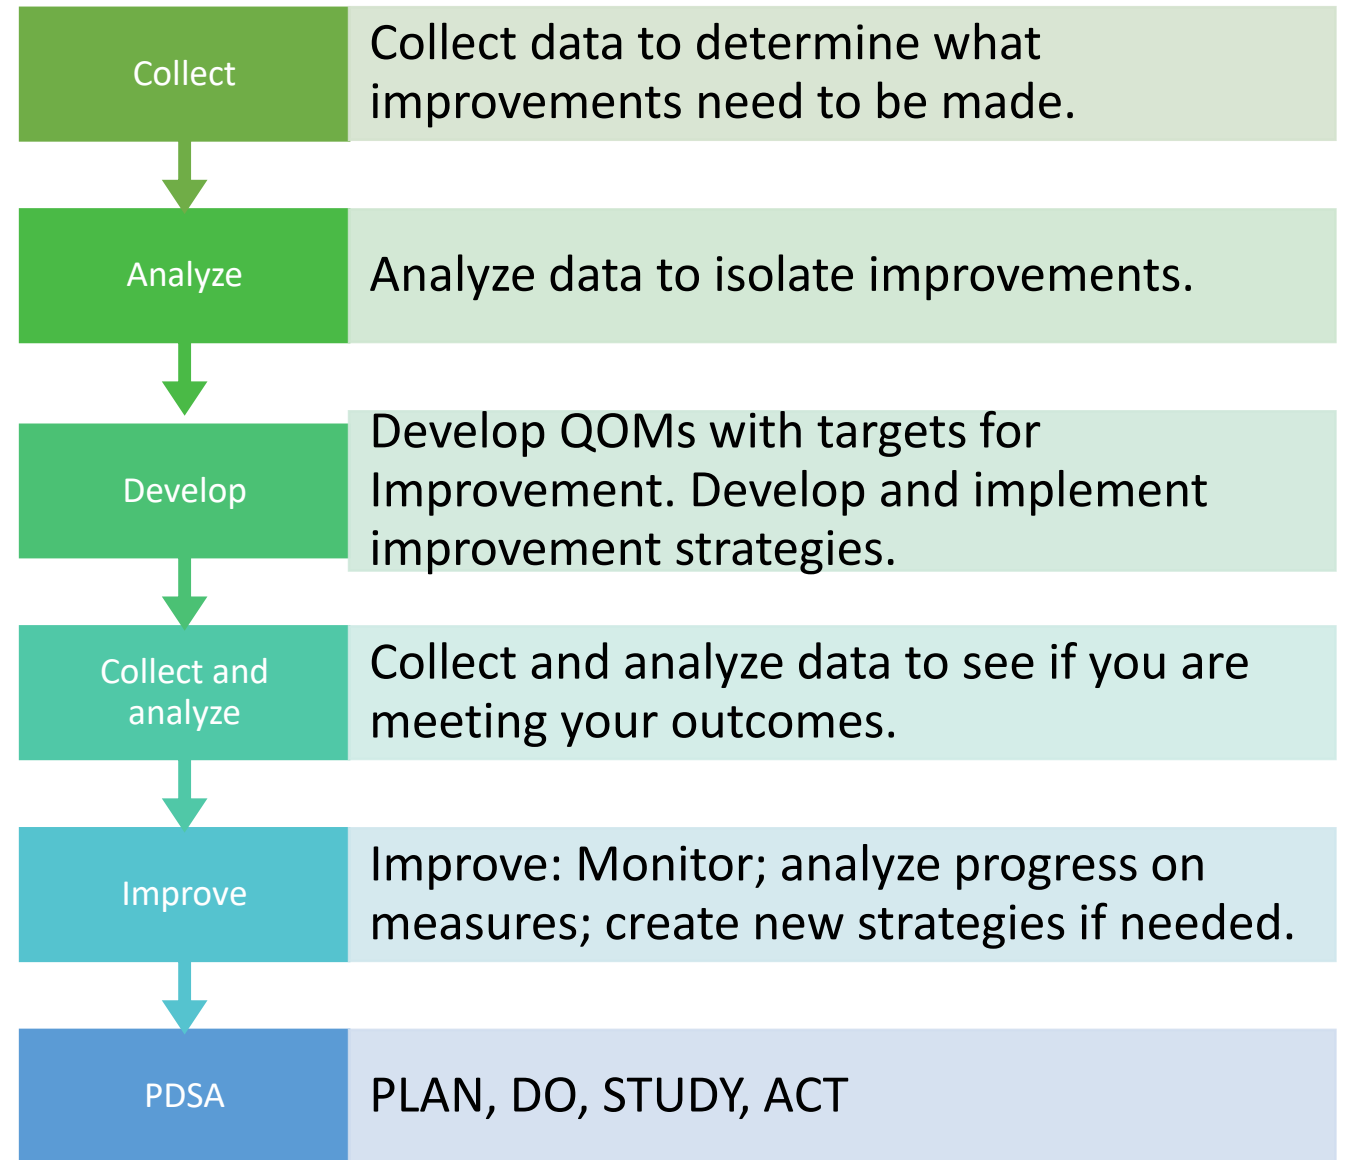 Collect
Collect data to determine what
improvements need to be made.
Analyze
Analyze data to isolate improvements.
Develop
Develop QOMs with targets for
Improvement. Develop and implement
improvement strategies.
Collect and
analyze
Collect and analyze data to see if you are
meeting your outcomes.
Improve
Improve: Monitor; analyze progress on
measures; create new strategies if needed.
PDSA
PLAN, DO, STUDY, ACT